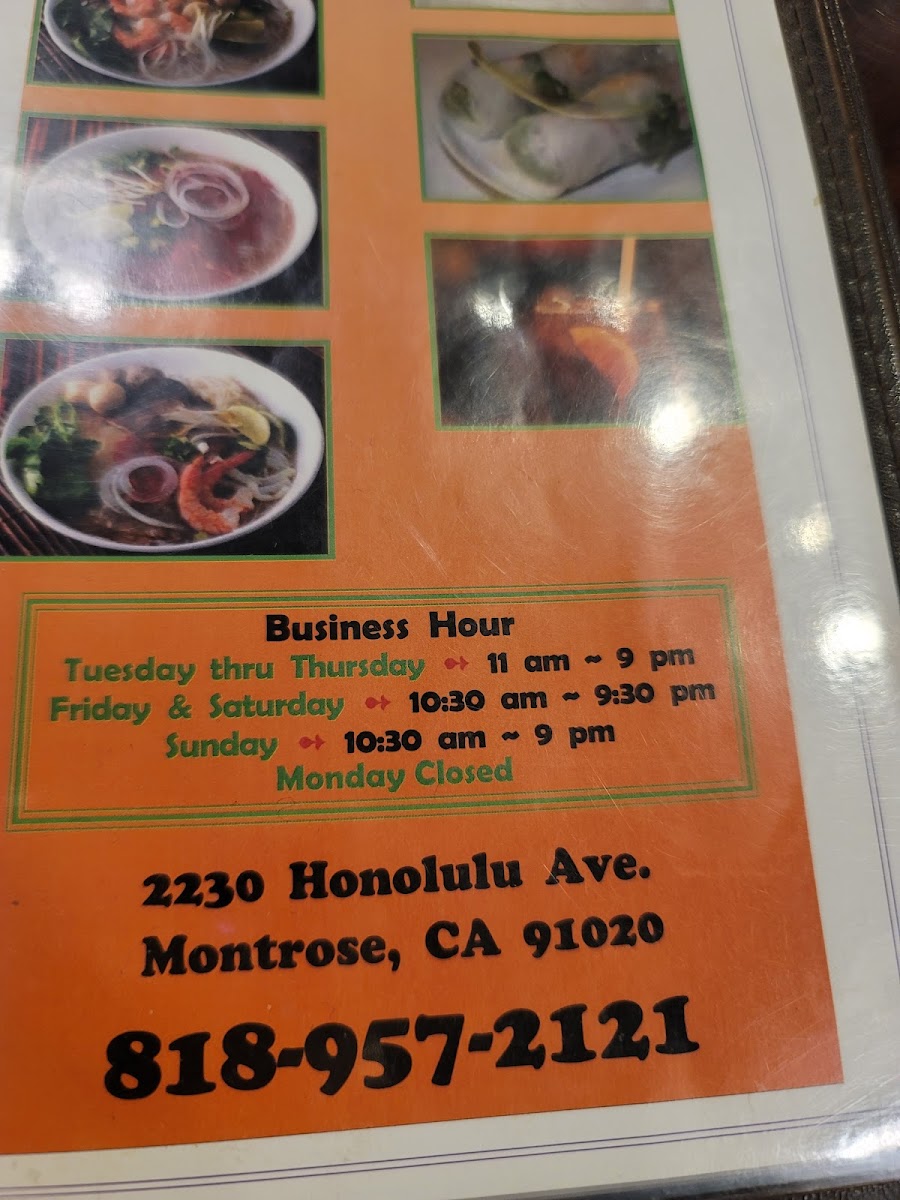 Business Hour
Tuesday thru Thursday ➻ 11 am ~ 9 pm
Friday & Saturday ➻ 10:30 am ~ 9:30 pm
Sunday ➻ 10:30 am ~ 9 pm
Monday Closed
2230 Honolulu Ave.
Montrose, CA 91020
818-957-2121